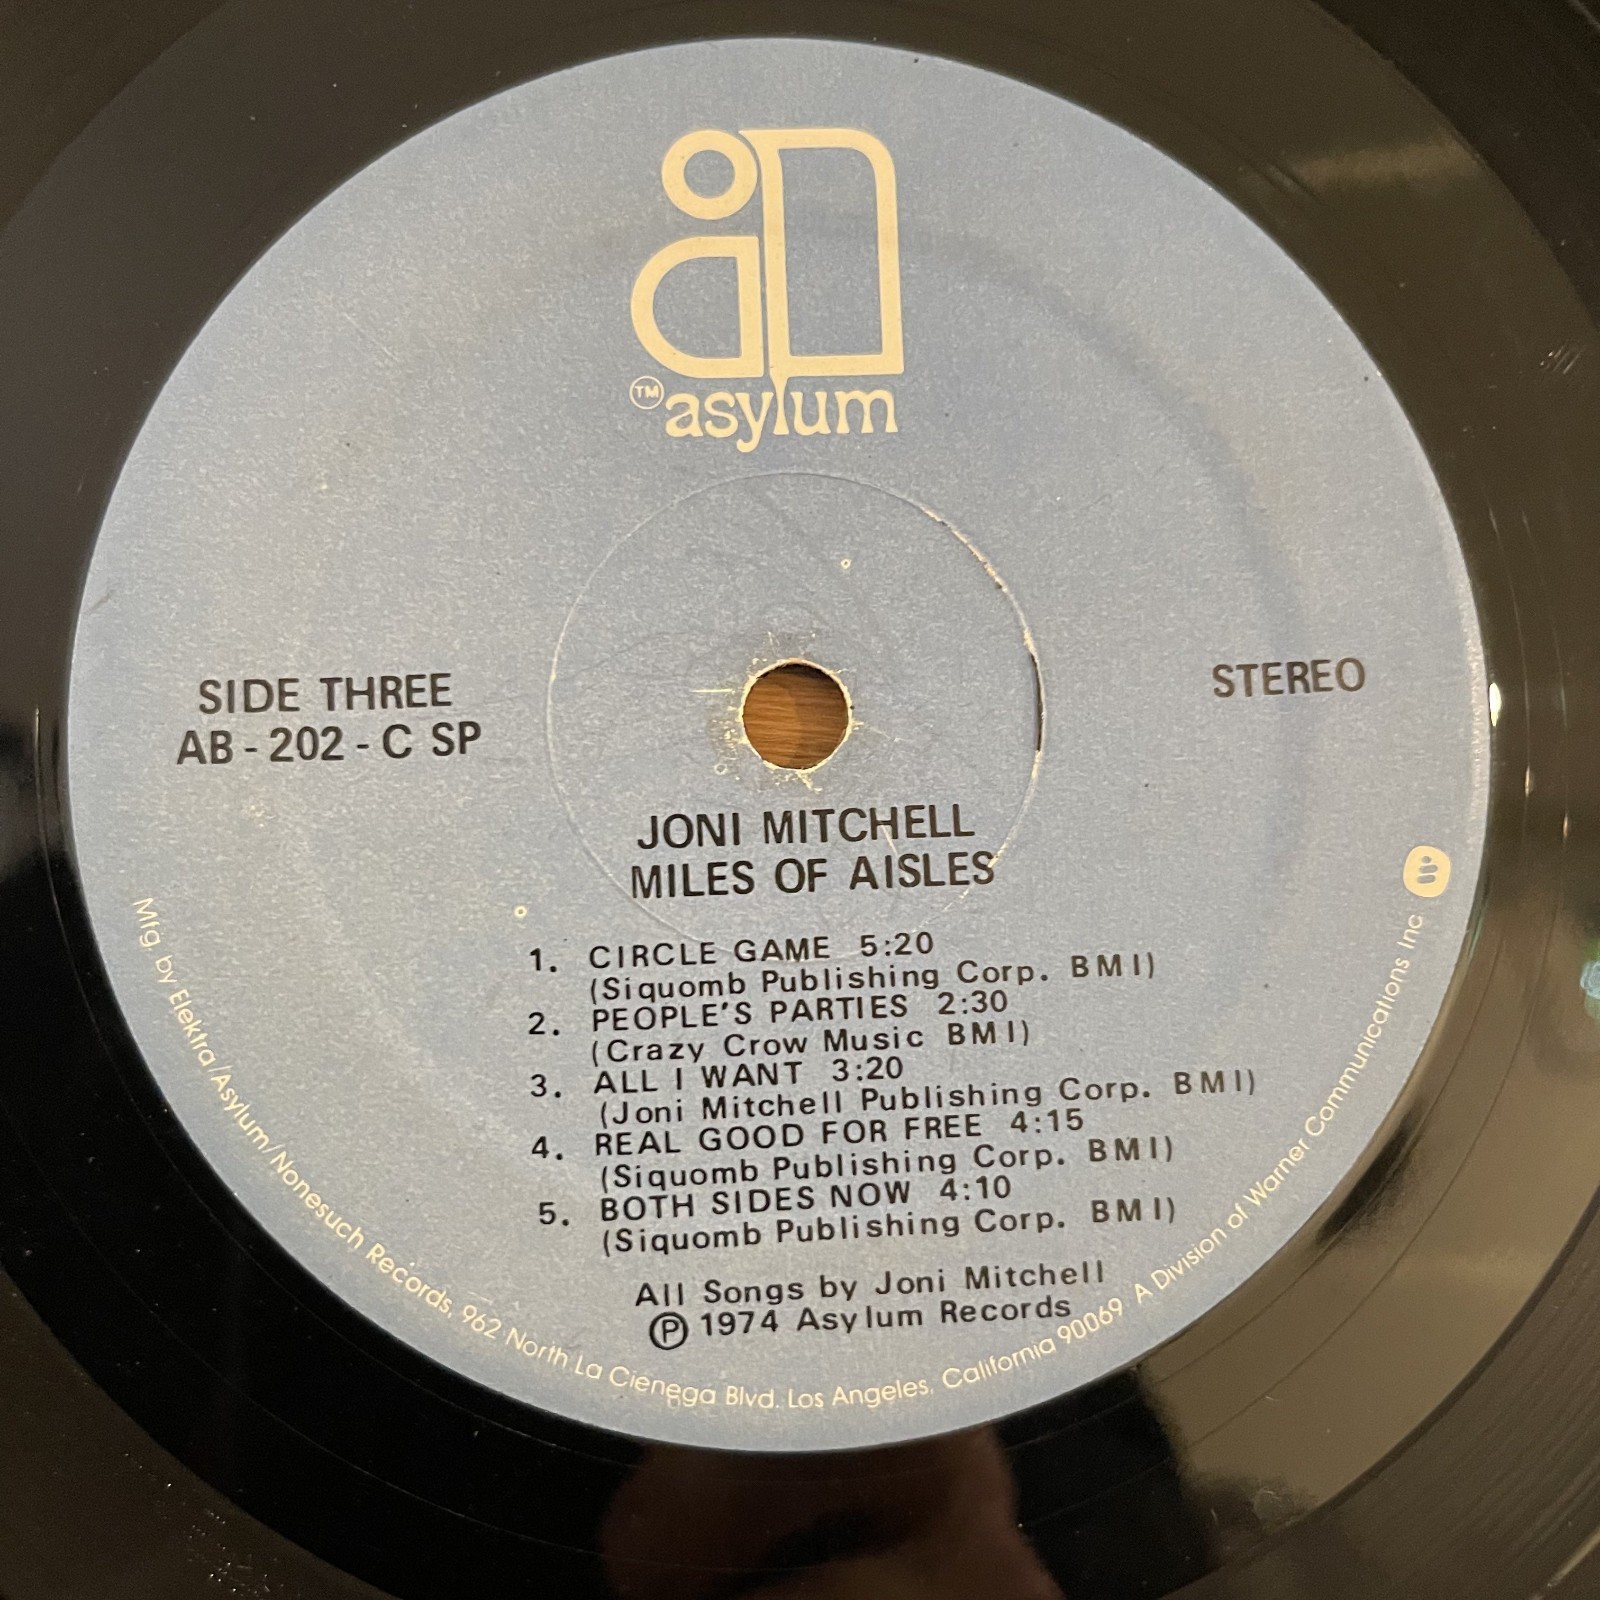 TM
asylum
SIDE THREE
AB - 202 - C SP
STEREO
JONI MITCHELL
MILES OF AISLES
1. CIRCLE GAME 5:20
(Siquomb Publishing Corp. BMI)
2. PEOPLE'S PARTIES 2:30
(Crazy Crow Music BMI)
3. ALL I WANT 3:20
(Joni Mitchell Publishing Corp. BMI)
4. REAL GOOD FOR FREE 4:15
(Siquomb Publishing Corp. BMI)
5. BOTH SIDES NOW 4:10
(Siquomb Publishing Corp. BMI)
All Songs by Joni Mitchell
Ⓟ 1974 Asylum Records
Mfg. by Elektra/Asylum/Nonesuch Records, 962 North La Cienega Blvd. Los Angeles, California 90069 A Division of Warner Communications Inc